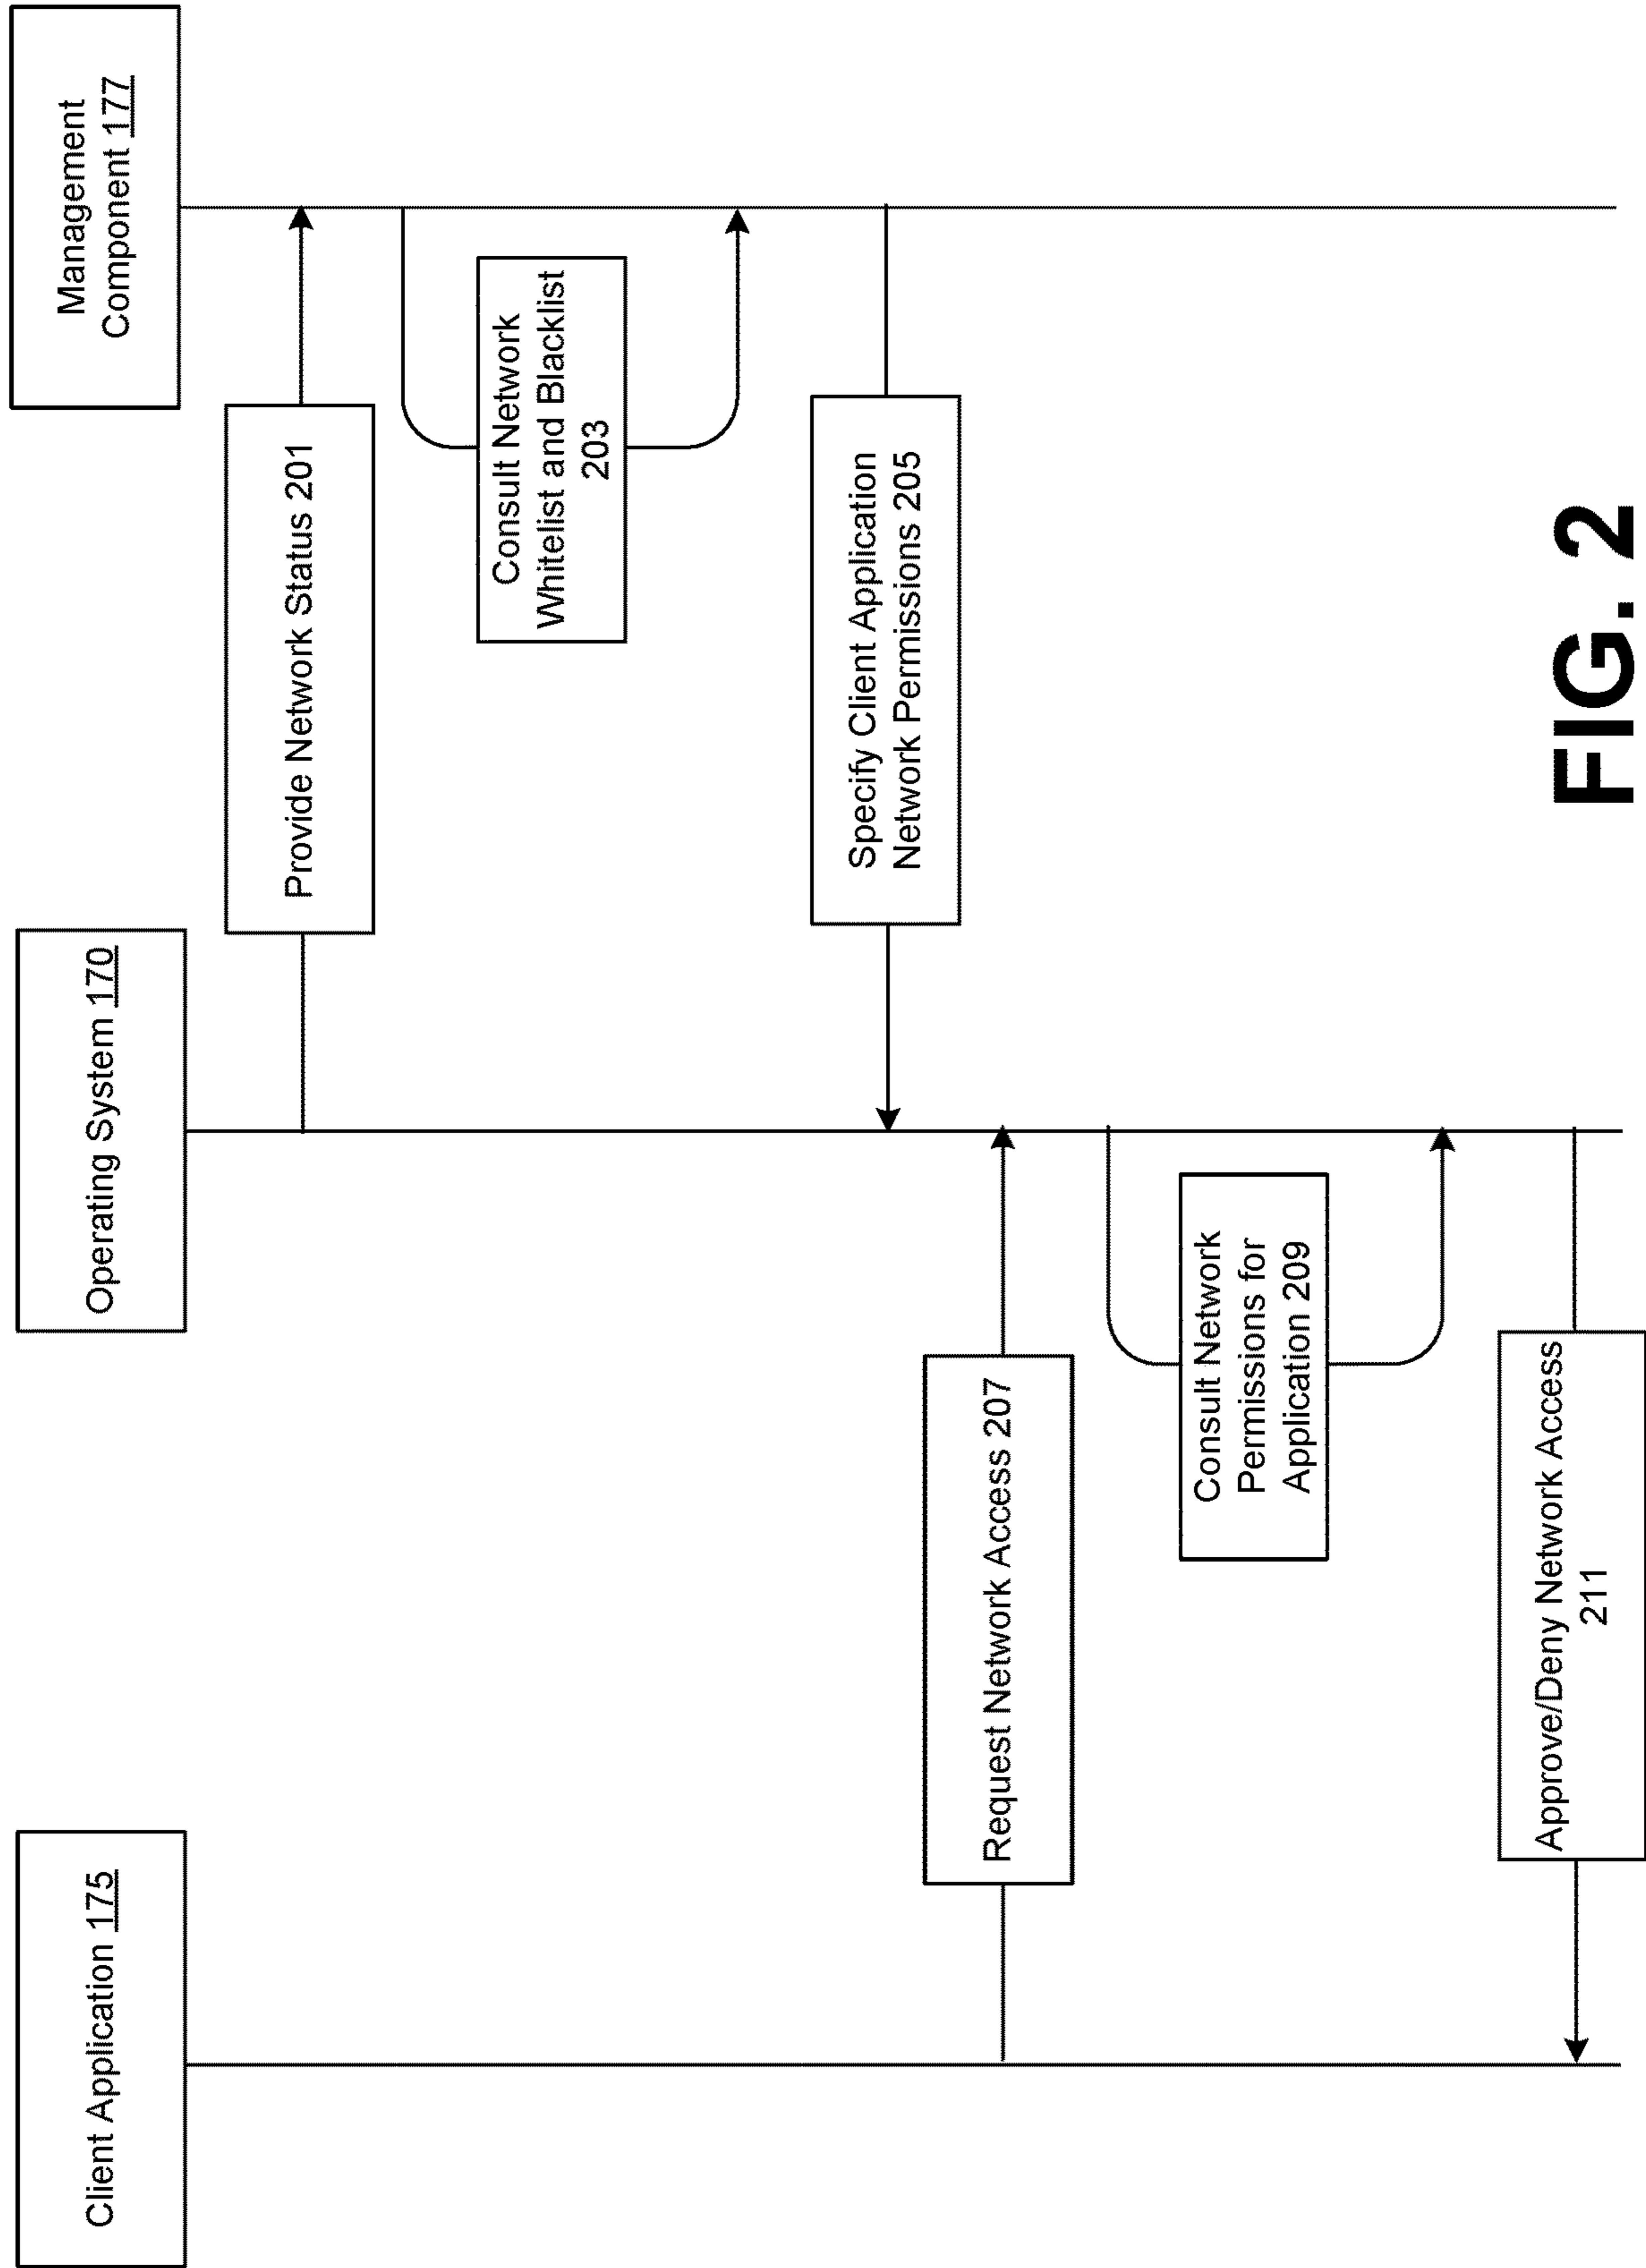 Client Application 175
Operating System 170
Management
Component 177
Provide Network Status 201
Consult Network
Whitelist and Blacklist
203
Specify Client Application
Network Permissions 205
Request Network Access 207
Consult Network
Permissions for
Application 209
Approve/Deny Network Access
211
FIG. 2